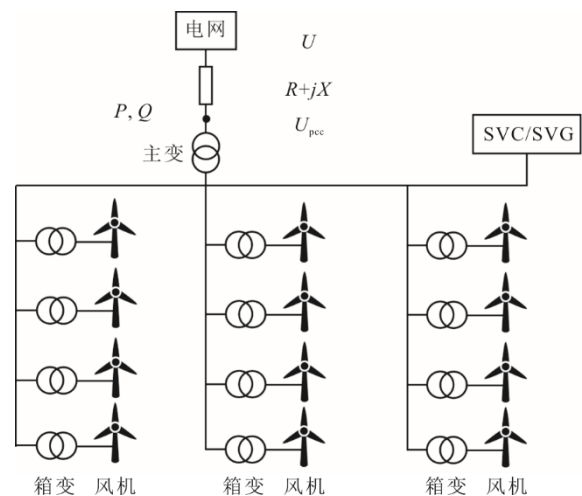 电网
U
R+jX
P, Q
U_pcc
主变
SVC/SVG
箱变 风机 箱变 风机 箱变 风机